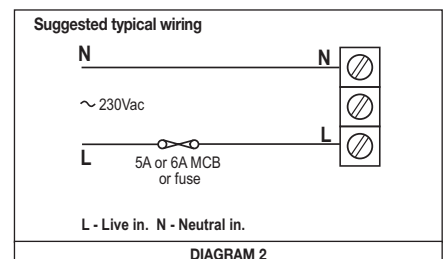 Suggested typical wiring
N N
~ 230Vac
L L
5A or 6A MCB
or fuse
L - Live in. N - Neutral in.
DIAGRAM 2